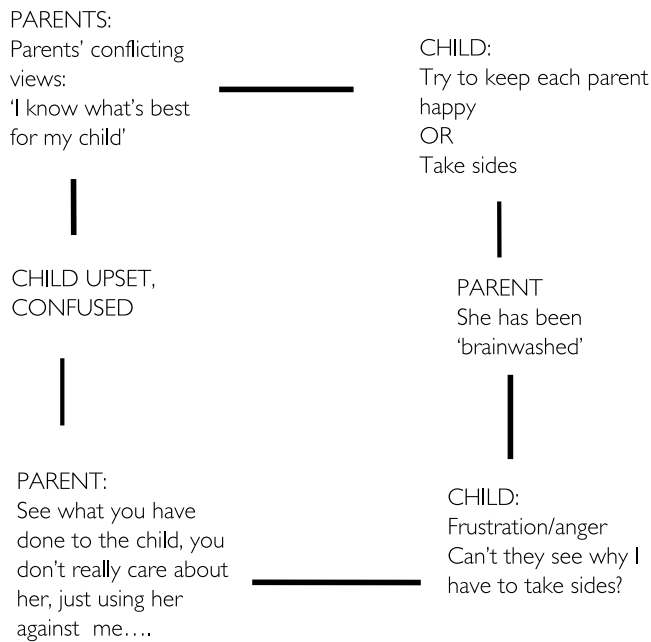 PARENTS:
Parents’ conflicting
views:
‘I know what’s best
for my child’
CHILD:
Try to keep each parent
happy
OR
Take sides
PARENT
She has been
‘brainwashed’
CHILD:
Frustration/anger
Can’t they see why I
have to take sides?
PARENT:
See what you have
done to the child, you
don’t really care about
her, just using her
against  me….
CHILD UPSET,
CONFUSED